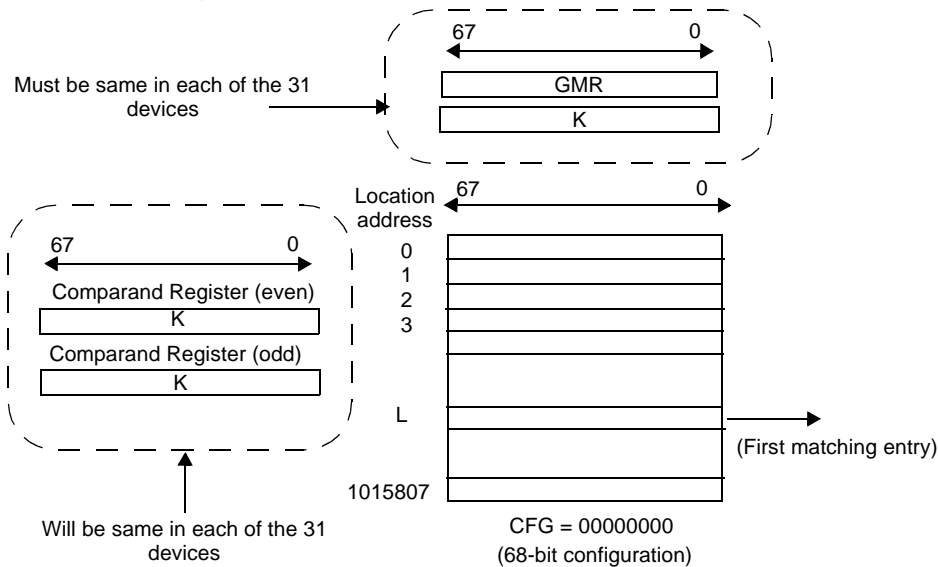 67 0
Must be same in each of the 31
devices
GMR
K
Location
address
67 0
0
1
2
3
67 0
Comparand Register (even)
K
Comparand Register (odd)
K
L
(First matching entry)
1015807
Will be same in each of the 31
devices
CFG = 00000000
(68-bit configuration)